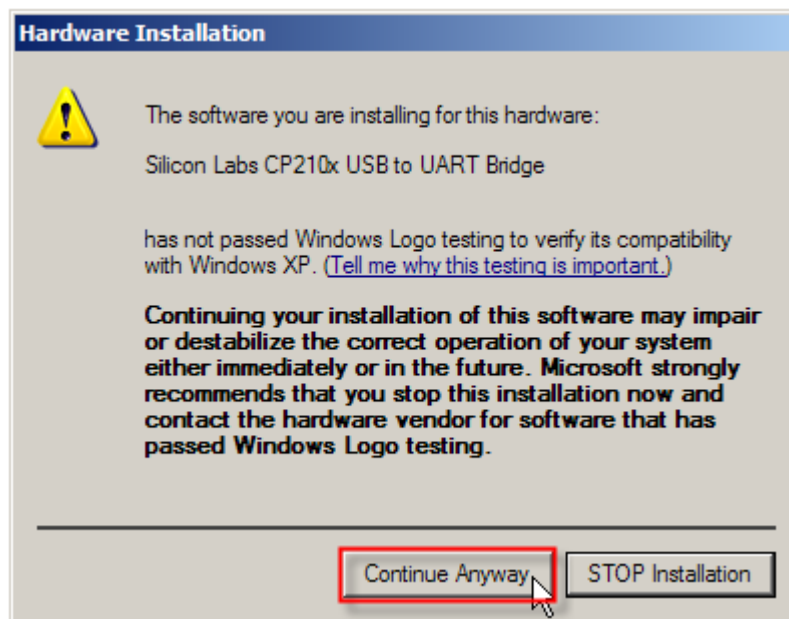 Hardware Installation
The software you are installing for this hardware:
Silicon Labs CP210x USB to UART Bridge
has not passed Windows Logo testing to verify its compatibility
with Windows XP. (Tell me why this testing is important.)
Continuing your installation of this software may impair
or destabilize the correct operation of your system
either immediately or in the future. Microsoft strongly
recommends that you stop this installation now and
contact the hardware vendor for software that has
passed Windows Logo testing.
Continue Anyway
STOP Installation